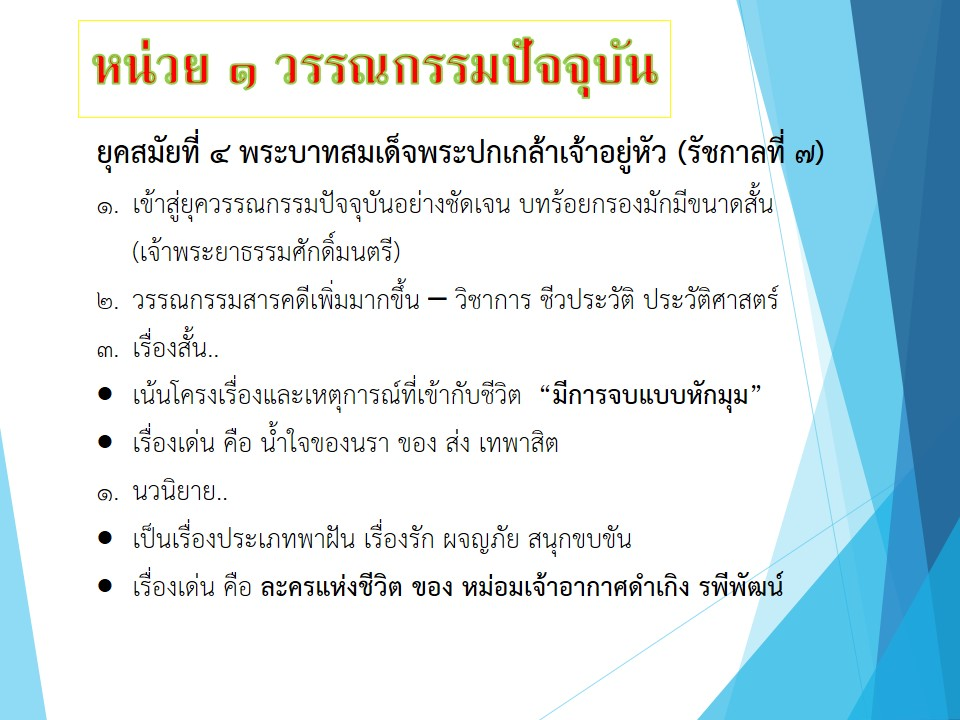 หน่วย ๑ วรรณกรรมปัจจุบัน
ยุคสมัยที่ ๔ พระบาทสมเด็จพระปกเกล้าเจ้าอยู่หัว (รัชกาลที่ ๗)
๑. เข้าสู่ยุควรรณกรรมปัจจุบันอย่างชัดเจน บทร้อยกรองมักมีขนาดสั้น
(เจ้าพระยาธรรมศักดิ์มนตรี)
๒. วรรณกรรมสารคดีเพิ่มมากขึ้น – วิชาการ ชีวประวัติ ประวัติศาสตร์
๓. เรื่องสั้น..
● เน้นโครงเรื่องและเหตุการณ์ที่เข้ากับชีวิต “มีการจบแบบหักมุม”
● เรื่องเด่น คือ น้ำใจของนรา ของ ส่ง เทพาสิต
๑. นวนิยาย..
● เป็นเรื่องประเภทพาฝัน เรื่องรัก ผจญภัย สนุกขบขัน
● เรื่องเด่น คือ ละครแห่งชีวิต ของ หม่อมเจ้าอากาศดำเกิง รพีพัฒน์